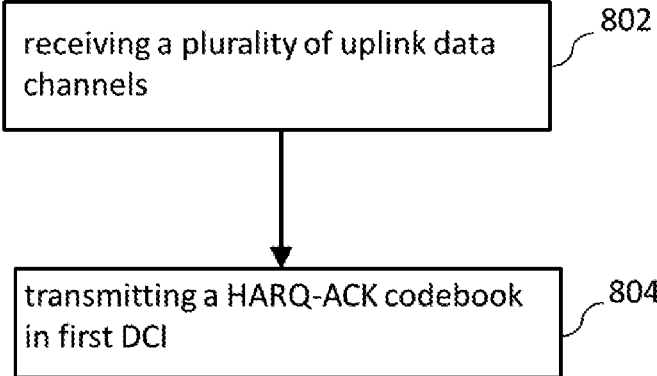 receiving a plurality of uplink data
channels
802
transmitting a HARQ-ACK codebook
in first DCI
804